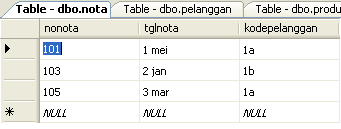 Table - dbo.nota Table - dbo.pelanggan Table - dbo.produ
nonota tglnota kodepelanggan
101 1 mei 1a
103 2 jan 1b
105 3 mar 1a
NULL NULL NULL